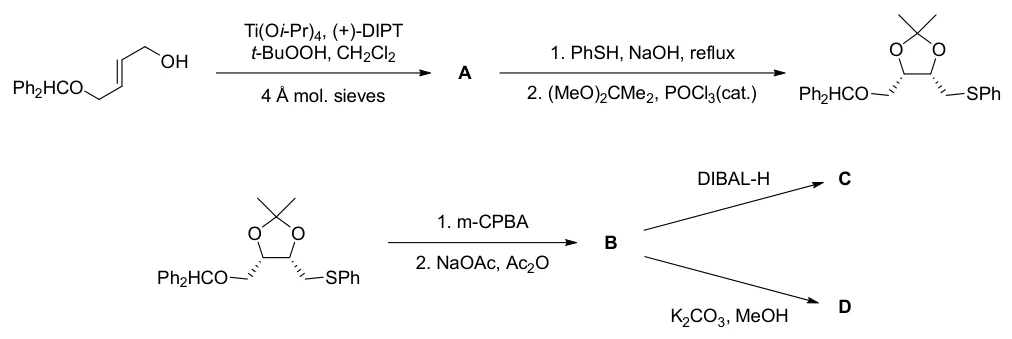 Ti(Oi-Pr)4, (+)-DIPT
t-BuOOH, CH2Cl2
4 Å mol. sieves
OH
Ph2HCO
A
1. PhSH, NaOH, reflux
2. (MeO)2CMe2, POCl3(cat.)
O O
Ph2HCO SPh
DIBAL-H
C
O O
Ph2HCO SPh
1. m-CPBA
2. NaOAc, Ac2O
B
K2CO3, MeOH
D